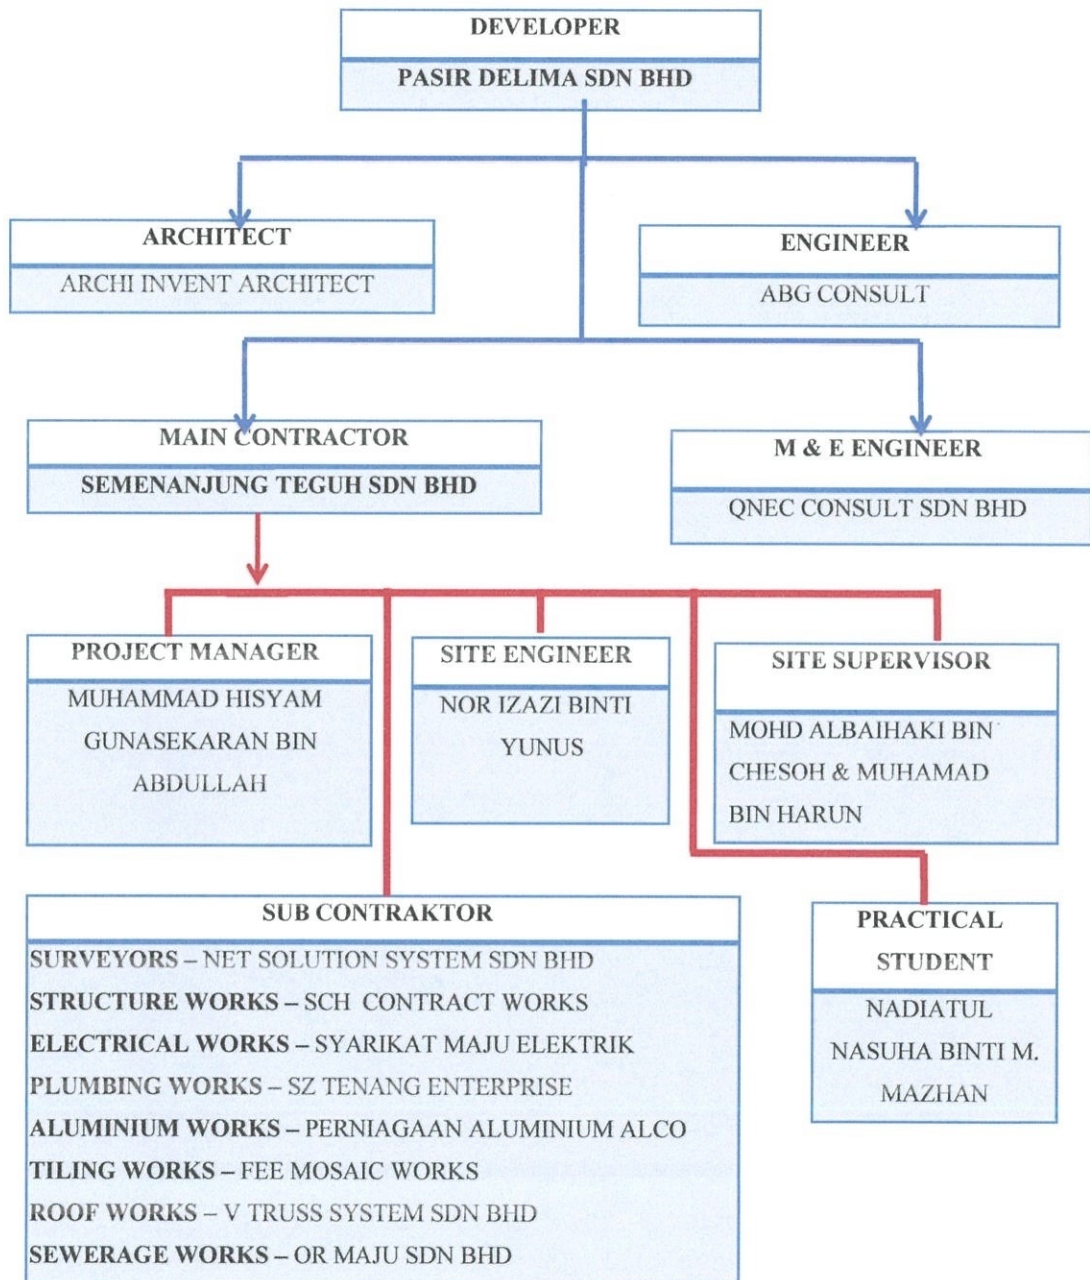 DEVELOPER
PASIR DELIMA SDN BHD
ARCHITECT
ARCHI INVENT ARCHITECT
ENGINEER
ABG CONSULT
MAIN CONTRACTOR
SEMENANJUNG TEGUH SDN BHD
M & E ENGINEER
QNEC CONSULT SDN BHD
PROJECT MANAGER
MUHAMMAD HISYAM
GUNASEKARAN BIN
ABDULLAH
SITE ENGINEER
NOR IZAZI BINTI
YUNUS
SITE SUPERVISOR
MOHD ALBAIHAKI BIN
CHESOH & MUHAMAD
BIN HARUN
SUB CONTRAKTOR
SURVEYORS – NET SOLUTION SYSTEM SDN BHD
STRUCTURE WORKS – SCH CONTRACT WORKS
ELECTRICAL WORKS – SYARIKAT MAJU ELEKTRIK
PLUMBING WORKS – SZ TENANG ENTERPRISE
ALUMINIUM WORKS – PERNIAGAAN ALUMINIUM ALCO
TILING WORKS – FEE MOSAIC WORKS
ROOF WORKS – V TRUSS SYSTEM SDN BHD
SEWERAGE WORKS – OR MAJU SDN BHD
PRACTICAL
STUDENT
NADIATUL
NASUHA BINTI M.
MAZHAN